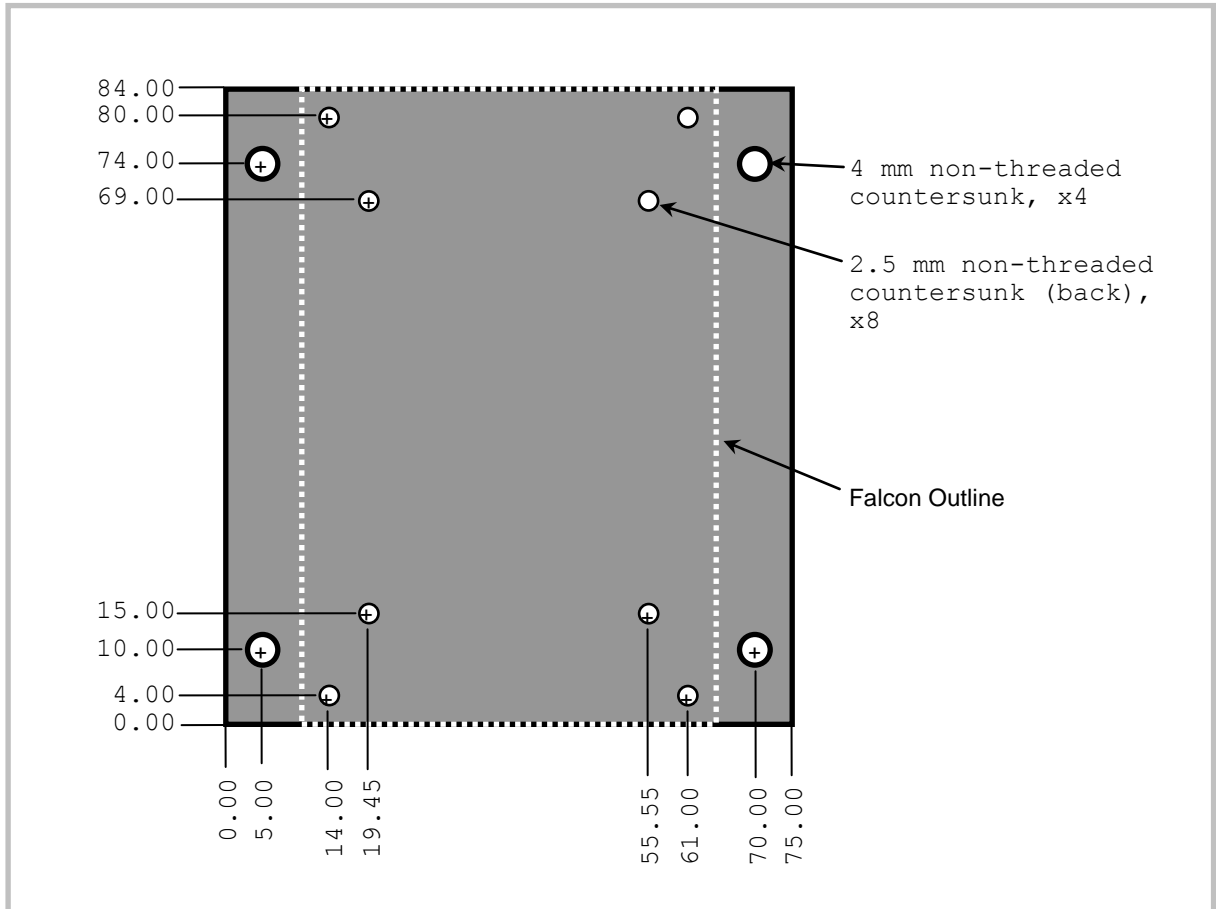 84.00
80.00
74.00
69.00
4 mm non-threaded
countersunk, x4
2.5 mm non-threaded
countersunk (back),
x8
Falcon Outline
15.00
10.00
4.00
0.00
0.00
5.00
14.00
19.45
55.55
61.00
70.00
75.00